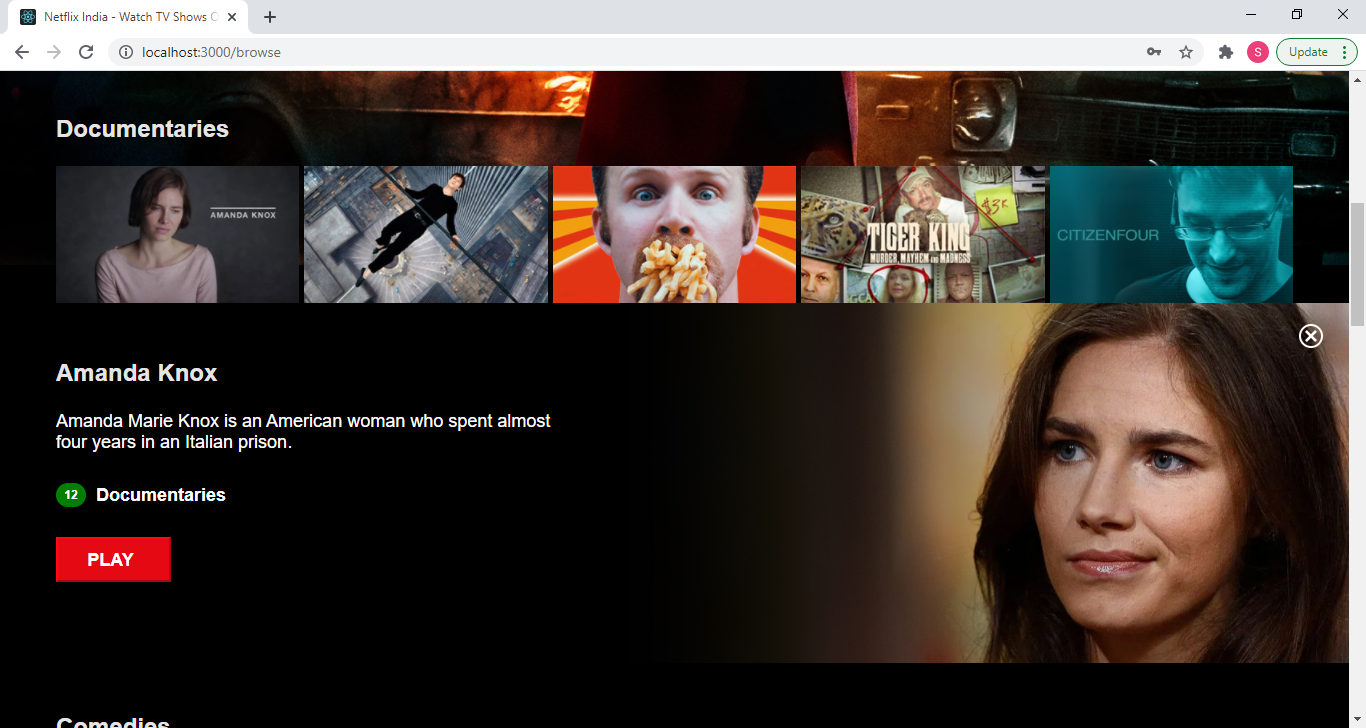 Netflix India - Watch TV Shows O
localhost:3000/browse
S
Update
Documentaries
AMANDA KNOX
$3K
TIGER KING
MURDER, MAYHEM AND MADNESS
CITIZENFOUR
Amanda Knox
Amanda Marie Knox is an American woman who spent almost
four years in an Italian prison.
12 Documentaries
PLAY
Comedies